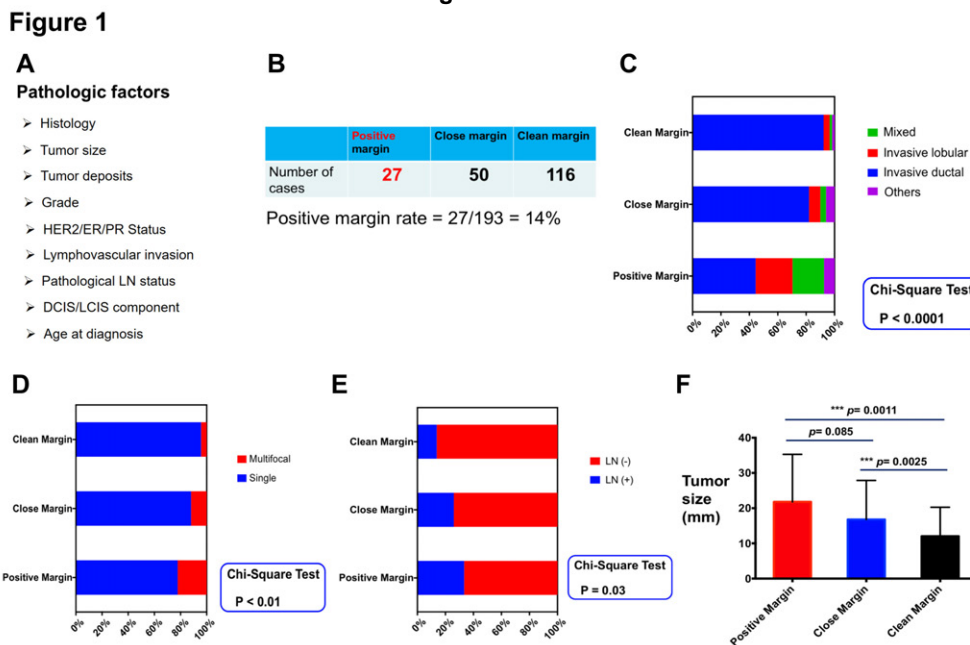 Figure 1
A
Pathologic factors
➢ Histology
➢ Tumor size
➢ Tumor deposits
➢ Grade
➢ HER2/ER/PR Status
➢ Lymphovascular invasion
➢ Pathological LN status
➢ DCIS/LCIS component
➢ Age at diagnosis
B
Positive margin
Close margin
Clean margin
Number of cases
27
50
116
Positive margin rate = 27/193 = 14%
C
Clean Margin
Close Margin
Positive Margin
0%
20%
40%
60%
80%
100%
Mixed
Invasive lobular
Invasive ductal
Others
Chi-Square Test
P < 0.0001
D
Clean Margin
Close Margin
Positive Margin
0%
20%
40%
60%
80%
100%
Multifocal
Single
Chi-Square Test
P < 0.01
E
Clean Margin
Close Margin
Positive Margin
0%
20%
40%
60%
80%
100%
LN (-)
LN (+)
Chi-Square Test
P = 0.03
F
*** p= 0.0011
p= 0.085
*** p= 0.0025
Tumor
size
(mm)
40
30
20
10
0
Positive Margin
Close Margin
Clean Margin